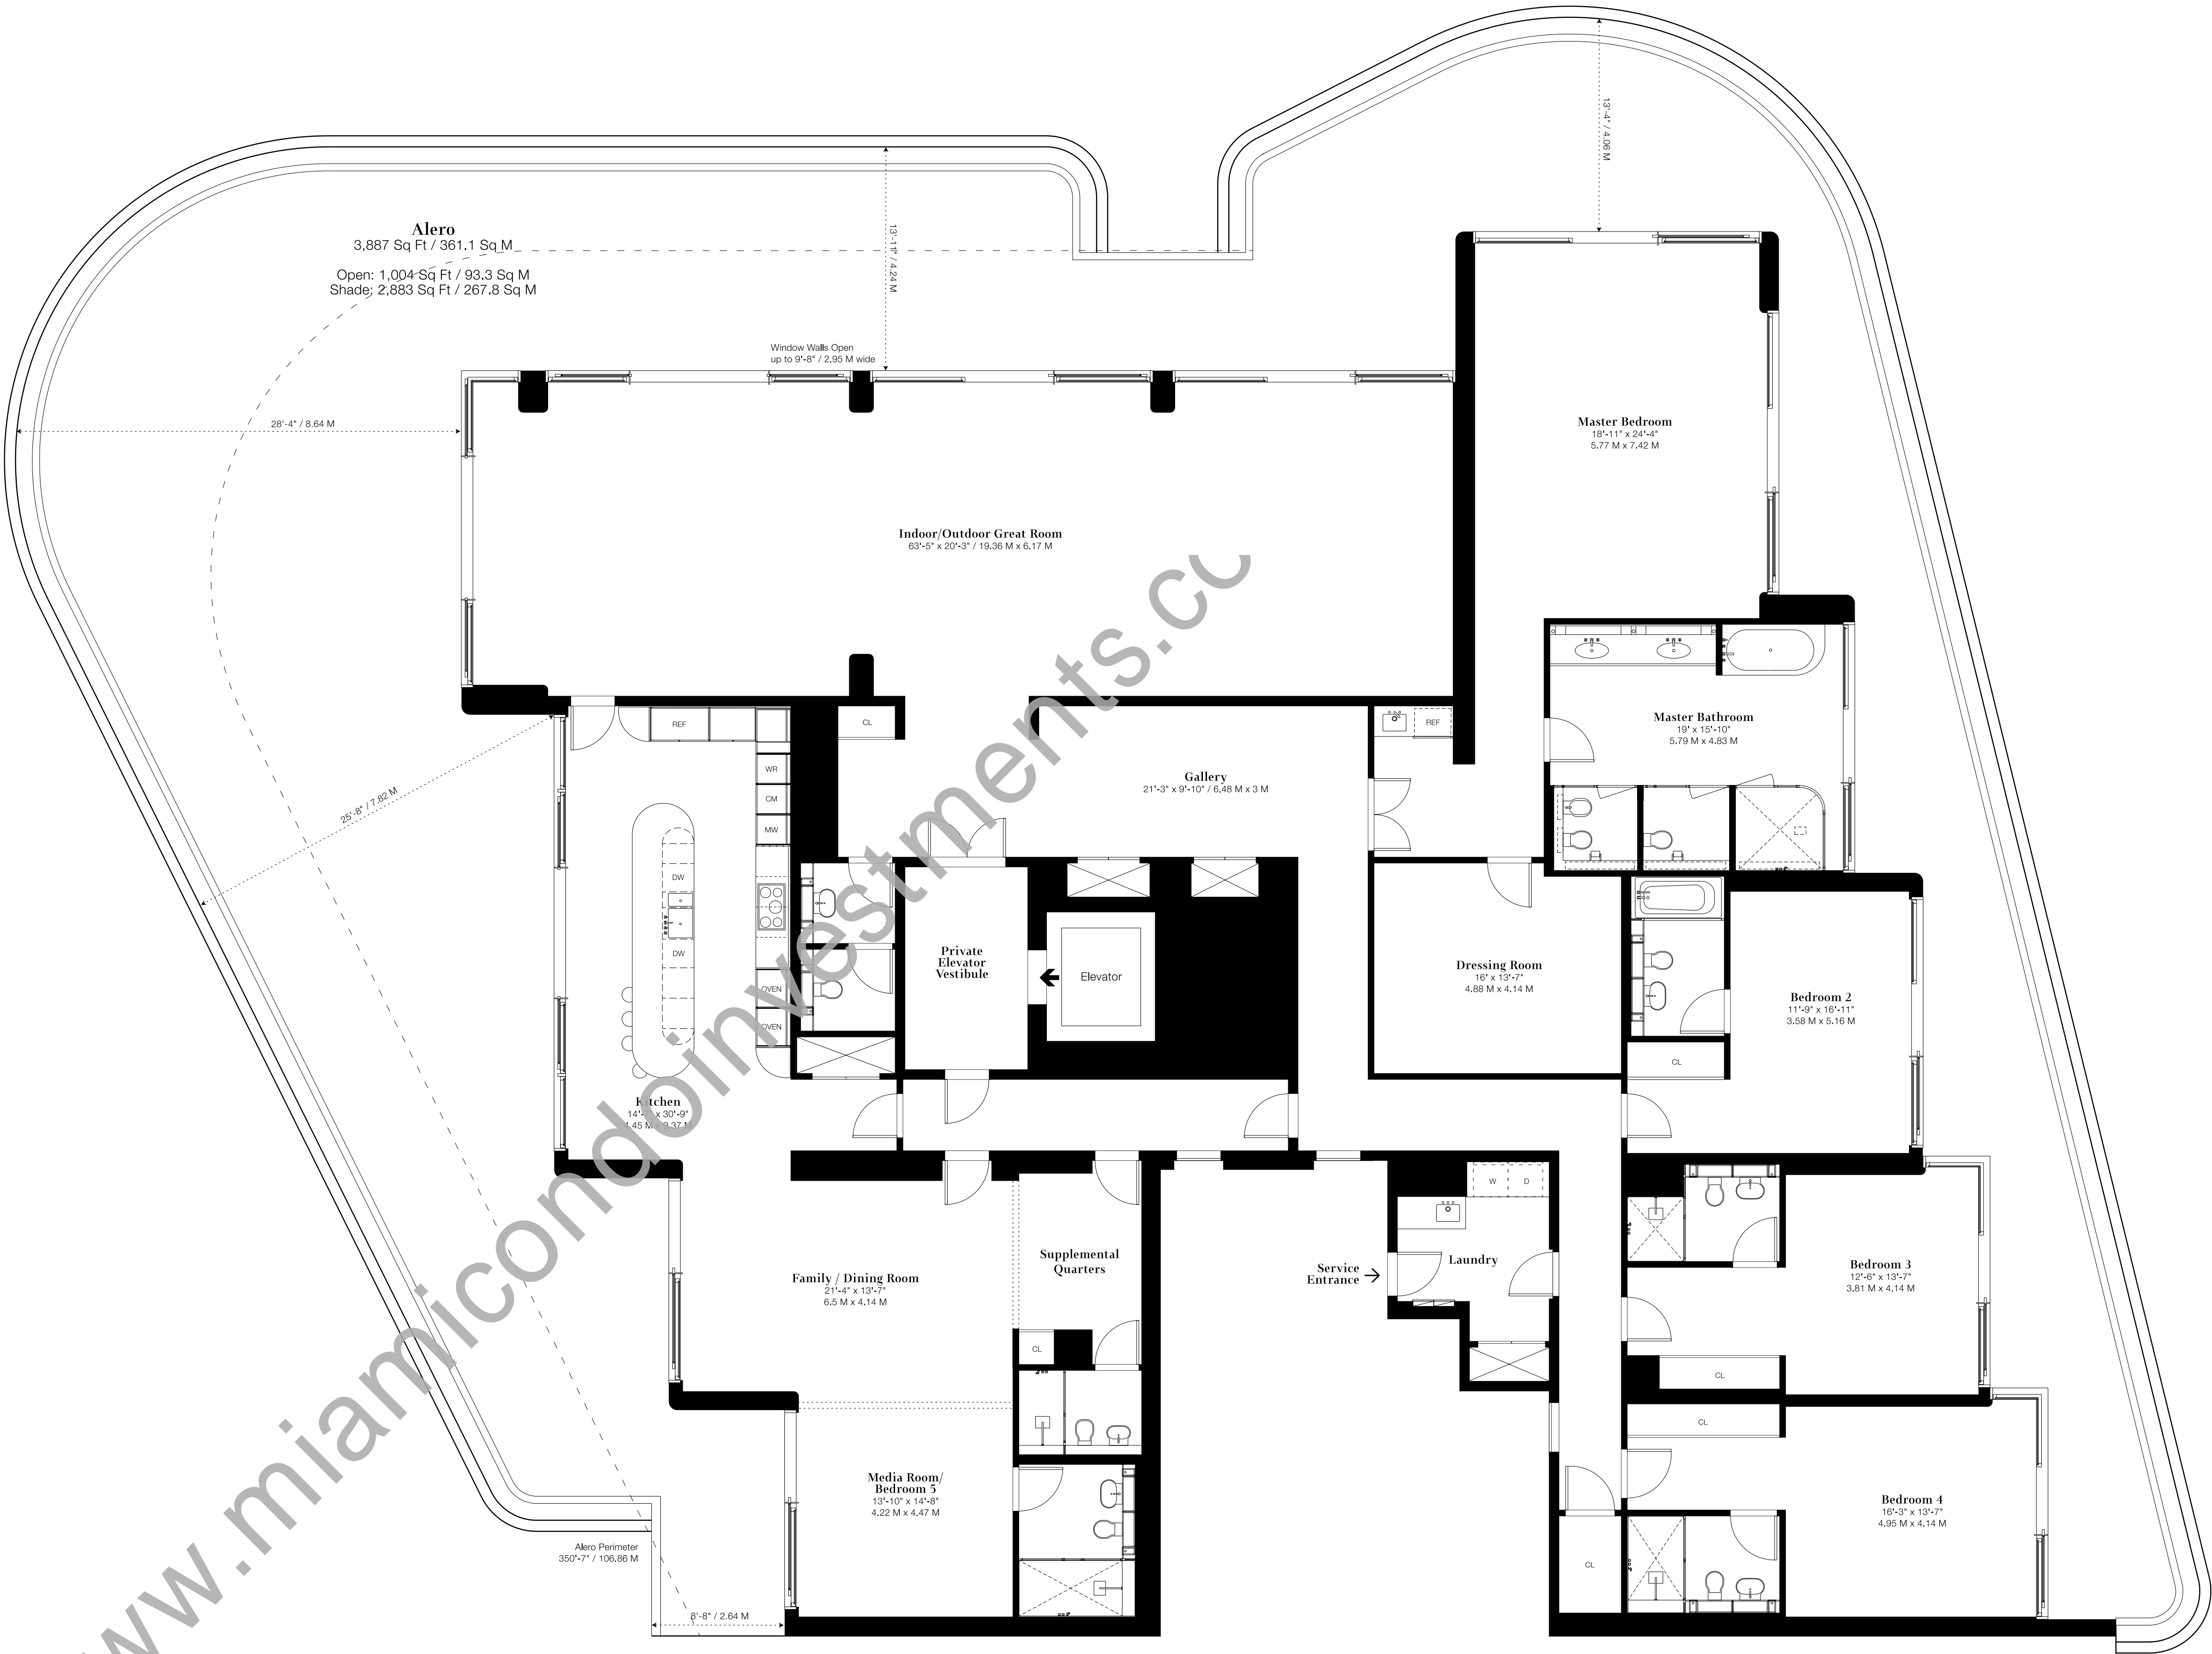 Alero
3,887 Sq Ft / 361.1 Sq M
Open: 1,004 Sq Ft / 93.3 Sq M
Shade: 2,883 Sq Ft / 267.8 Sq M
13'-4" / 4.06 M
13'-11" / 4.24 M
Window Walls Open
up to 9'-8" / 2.95 M wide
28'-4" / 8.64 M
Master Bedroom
18'-11" x 24'-4"
5.77 M x 7.42 M
Indoor/Outdoor Great Room
63'-5" x 20'-3" / 19.36 M x 6.17 M
REF
CL
REF
Master Bathroom
19' x 15'-10"
5.79 M x 4.83 M
WR
CM
MW
Gallery
21'-3" x 9'-10" / 6.48 M x 3 M
25'-8" / 7.82 M
DW
DW
OVEN
OVEN
Private
Elevator
Vestibule
Elevator
Dressing Room
16' x 13'-7"
4.88 M x 4.14 M
Bedroom 2
11'-9" x 16'-11"
3.58 M x 5.16 M
CL
Kitchen
14'-7" x 30'-9"
4.45 M x 9.37 M
W
D
Supplemental
Quarters
Family / Dining Room
21'-4" x 13'-7"
6.5 M x 4.14 M
Service
Entrance
Laundry
Bedroom 3
12'-6" x 13'-7"
3.81 M x 4.14 M
CL
CL
CL
Media Room/
Bedroom 5
13'-10" x 14'-8"
4.22 M x 4.47 M
Bedroom 4
16'-3" x 13'-7"
4.95 M x 4.14 M
CL
Alero Perimeter
350'-7" / 106.86 M
8'-8" / 2.64 M
ww.miamicondoinvestments.co